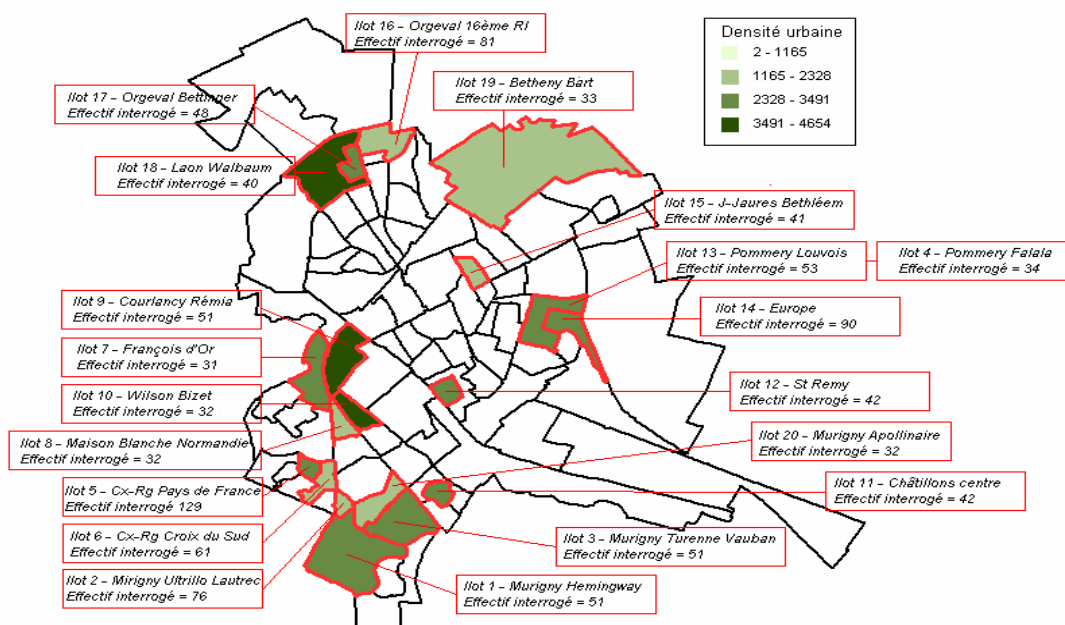 Ilot 16 - Orgeval 16ème RI
Effectif interrogé = 81
Densité urbaine
2 - 1165
1165 - 2328
2328 - 3491
3491 - 4654
Ilot 19 - Betheny Bart
Effectif interrogé = 33
Ilot 17 - Orgeval Bettinger
Effectif interrogé = 48
Ilot 18 - Laon Walbaum
Effectif interrogé = 40
Ilot 15 - J-Jaures Bethléem
Effectif interrogé = 41
Ilot 13 - Pommery Louvois
Effectif interrogé = 53
Ilot 4 - Pommery Falala
Effectif interrogé = 34
Ilot 9 - Courlancy Rémia
Effectif interrogé = 51
Ilot 14 - Europe
Effectif interrogé = 90
Ilot 7 - François d'Or
Effectif interrogé = 31
Ilot 12 - St Remy
Effectif interrogé = 42
Ilot 10 - Wilson Bizet
Effectif interrogé = 32
Ilot 8 - Maison Blanche Normandie
Effectif interrogé = 32
Ilot 20 - Murigny Apollinaire
Effectif interrogé = 32
Ilot 5 - Cx-Rg Pays de France
Effectif interrogé 129
Ilot 11 - Châtillons centre
Effectif interrogé = 42
Ilot 6 - Cx-Rg Croix du Sud
Effectif interrogé = 61
Ilot 3 - Murigny Turenne Vauban
Effectif interrogé = 51
Ilot 2 - Mirigny Ultrillo Lautrec
Effectif interrogé = 76
Ilot 1 - Murigny Hemingway
Effectif interrogé = 51